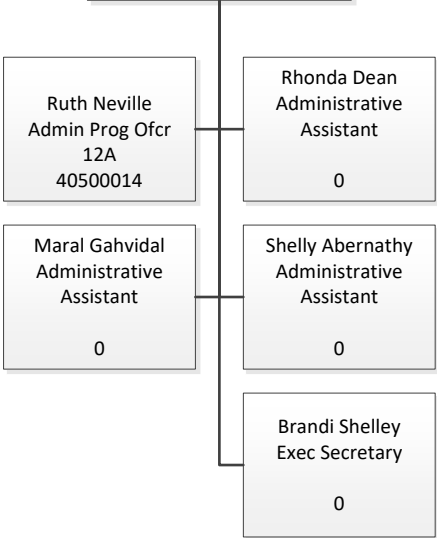 Ruth Neville
Admin Prog Ofcr
12A
40500014
Rhonda Dean
Administrative
Assistant
0
Maral Gahvidal
Administrative
Assistant
0
Shelly Abernathy
Administrative
Assistant
0
Brandi Shelley
Exec Secretary
0